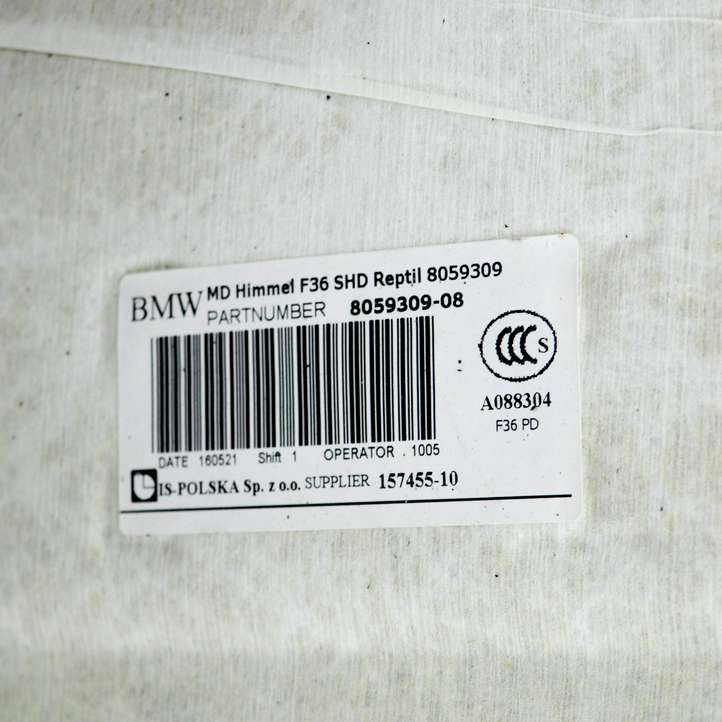 BMW MD Himmel F36 SHD Reptil 8059309
PARTNUMBER 8059309-08
CCC S
A088304
F36 PD
DATE 160521 Shift 1 OPERATOR . 1005
IS-POLSKA Sp. z o.o. SUPPLIER 157455-10